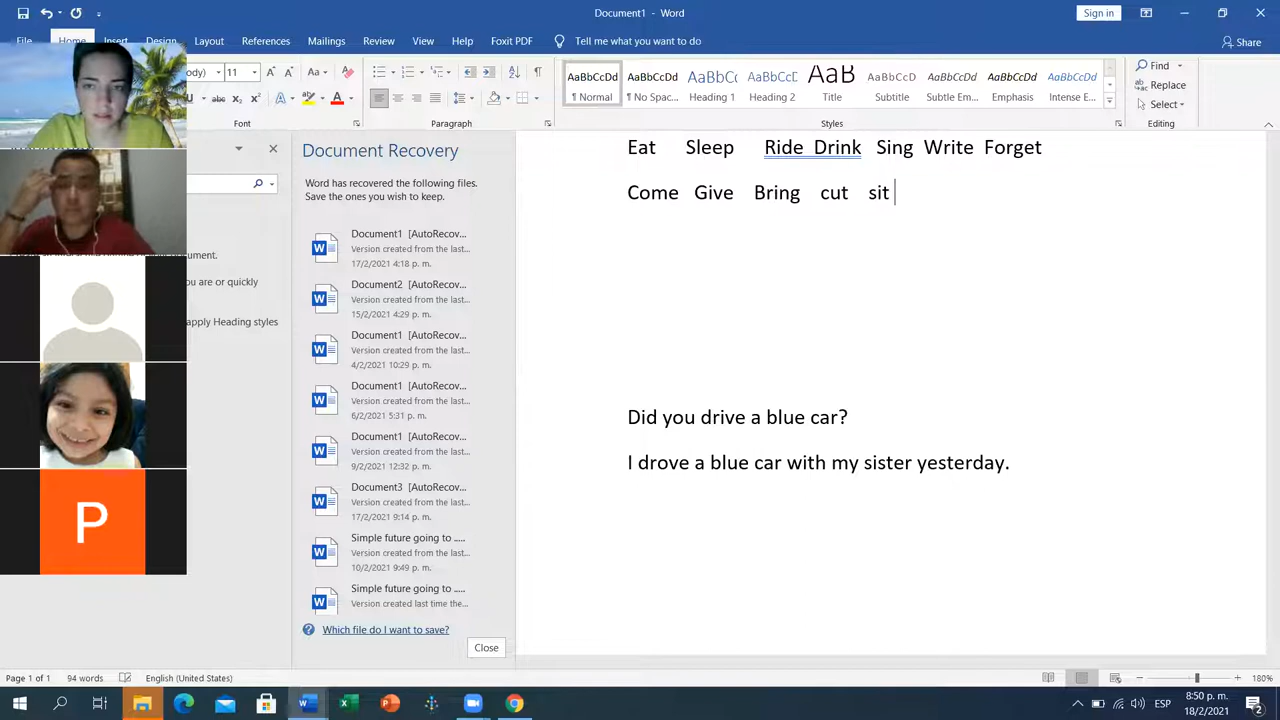 Document1 - Word
Sign in
File Home Insert Design Layout References Mailings Review View Help Foxit PDF Tell me what you want to do
Share
11 Aa A
abc X₂ X² A
Font
Paragraph
AaBbCcDd AaBbCcDd AaBbC( AaBbCcD AaB AaBbCcDd AaBbCcDd AaBbCcDd AaBbCcDd
¶ Normal ¶ No Spac... Heading 1 Heading 2 Title Subtitle Subtle Em... Emphasis Intense E...
Styles
Find
Replace
Select
Editing
Document Recovery
Word has recovered the following files.
Save the ones you wish to keep.
Document1 [AutoRecov...
Version created from the last...
17/2/2021 4:18 p. m.
Document2 [AutoRecov...
Version created from the last...
15/2/2021 4:29 p. m.
Document1 [AutoRecov...
Version created from the last...
4/2/2021 10:29 p. m.
Document1 [AutoRecov...
Version created from the last...
6/2/2021 5:31 p. m.
Document1 [AutoRecov...
Version created from the last...
9/2/2021 12:32 p. m.
Document3 [AutoRecov...
Version created from the last...
17/2/2021 9:14 p. m.
Simple future going to .....
Version created from the last...
10/2/2021 9:49 p. m.
Simple future going to .....
Version created last time the...
Which file do I want to save?
Close
ocument.
ou are or quickly
apply Heading styles
P
Eat Sleep Ride Drink Sing Write Forget
Come Give Bring cut sit
Did you drive a blue car?
I drove a blue car with my sister yesterday.
Page 1 of 1 94 words English (United States)
180%
ESP
8:50 p. m.
18/2/2021
2